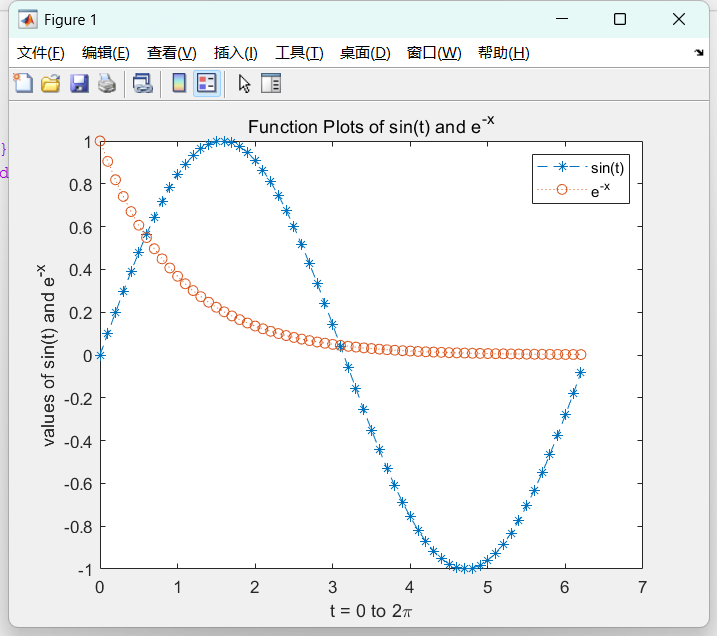 Figure 1
文件(F) 编辑(E) 查看(V) 插入(I) 工具(T) 桌面(D) 窗口(W) 帮助(H)
}
d
Function Plots of sin(t) and e^-x
sin(t)
e^-x
values of sin(t) and e^-x
1
0.8
0.6
0.4
0.2
0
-0.2
-0.4
-0.6
-0.8
-1
0 1 2 3 4 5 6 7
t = 0 to 2π